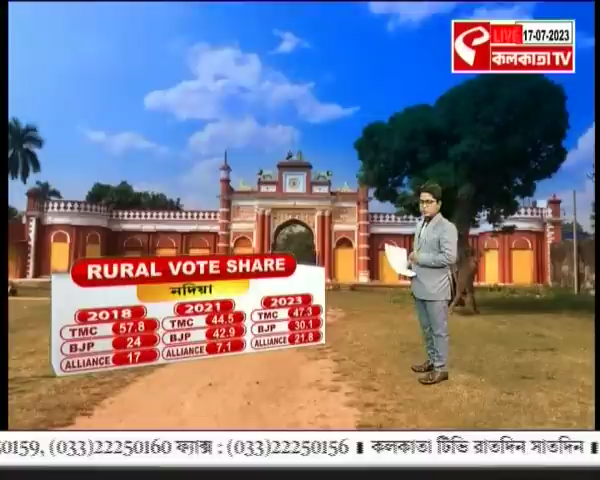 LIVE 17-07-2023
কলকাতা TV
RURAL VOTE SHARE
নদিয়া
2018 2021 2023
TMC 57.8 TMC 44.5 TMC 47.3
BJP 24 BJP 42.9 BJP 30.1
ALLIANCE 17 ALLIANCE 7.1 ALLIANCE 21.8
50159, (033)22250160 ফ্যাক্স : (033)22250156 ∎ কলকাতা টিভি রাতদিন সাতদিন ∎